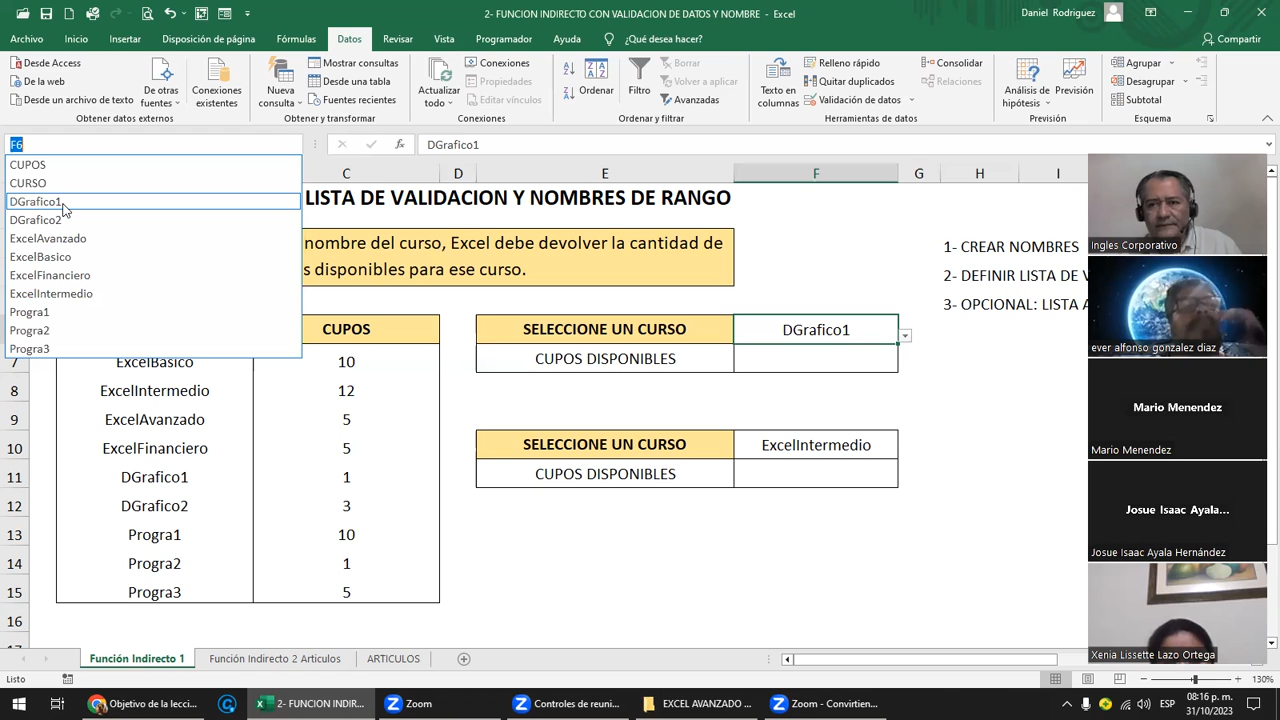 2- FUNCION INDIRECTO CON VALIDACION DE DATOS Y NOMBRE - Excel
Daniel Rodriguez
Archivo Inicio Insertar Disposición de página Fórmulas Datos Revisar Vista Programador Ayuda ¿Qué desea hacer? Compartir
Desde Access
De la web
Desde un archivo de texto
De otras fuentes
Conexiones existentes
Obtener datos externos
Nueva consulta
Mostrar consultas
Desde una tabla
Fuentes recientes
Obtener y transformar
Actualizar todo
Conexiones
Propiedades
Editar vínculos
Conexiones
Ordenar
Filtro
Borrar
Volver a aplicar
Avanzadas
Ordenar y filtrar
Texto en columnas
Relleno rápido
Quitar duplicados
Validación de datos
Consolidar
Relaciones
Herramientas de datos
Análisis de hipótesis
Previsión
Previsión
Agrupar
Desagrupar
Subtotal
Esquema
F6
fx
DGrafico1
CUPOS
CURSO
DGrafico1
DGrafico2
ExcelAvanzado
ExcelBasico
ExcelFinanciero
ExcelIntermedio
Progra1
Progra2
Progra3
C D E F G H I
LISTA DE VALIDACION Y NOMBRES DE RANGO
nombre del curso, Excel debe devolver la cantidad de
s disponibles para ese curso.
1- CREAR NOMBRES
2- DEFINIR LISTA DE V
3- OPCIONAL: LISTA A
CUPOS
SELECCIONE UN CURSO DGrafico1
CUPOS DISPONIBLES
7 ExcelBasico 10
8 ExcelIntermedio 12
9 ExcelAvanzado 5
10 ExcelFinanciero 5
SELECCIONE UN CURSO ExcelIntermedio
CUPOS DISPONIBLES
11 DGrafico1 1
12 DGrafico2 3
13 Progra1 10
14 Progra2 1
15 Progra3 5
16
Ingles Corporativo
ever alfonso gonzalez diaz
Mario Menendez
Mario Menendez
Josue Isaac Ayala...
Josue Isaac Ayala Hernández
Xenia Lissette Lazo Ortega
Función Indirecto 1 Función Indirecto 2 Articulos ARTICULOS
Listo
130%
Objetivo de la lecci...
2- FUNCION INDIR...
Zoom
Controles de reuni...
EXCEL AVANZADO ...
Zoom - Convirtien...
ESP
08:16 p. m.
31/10/2023